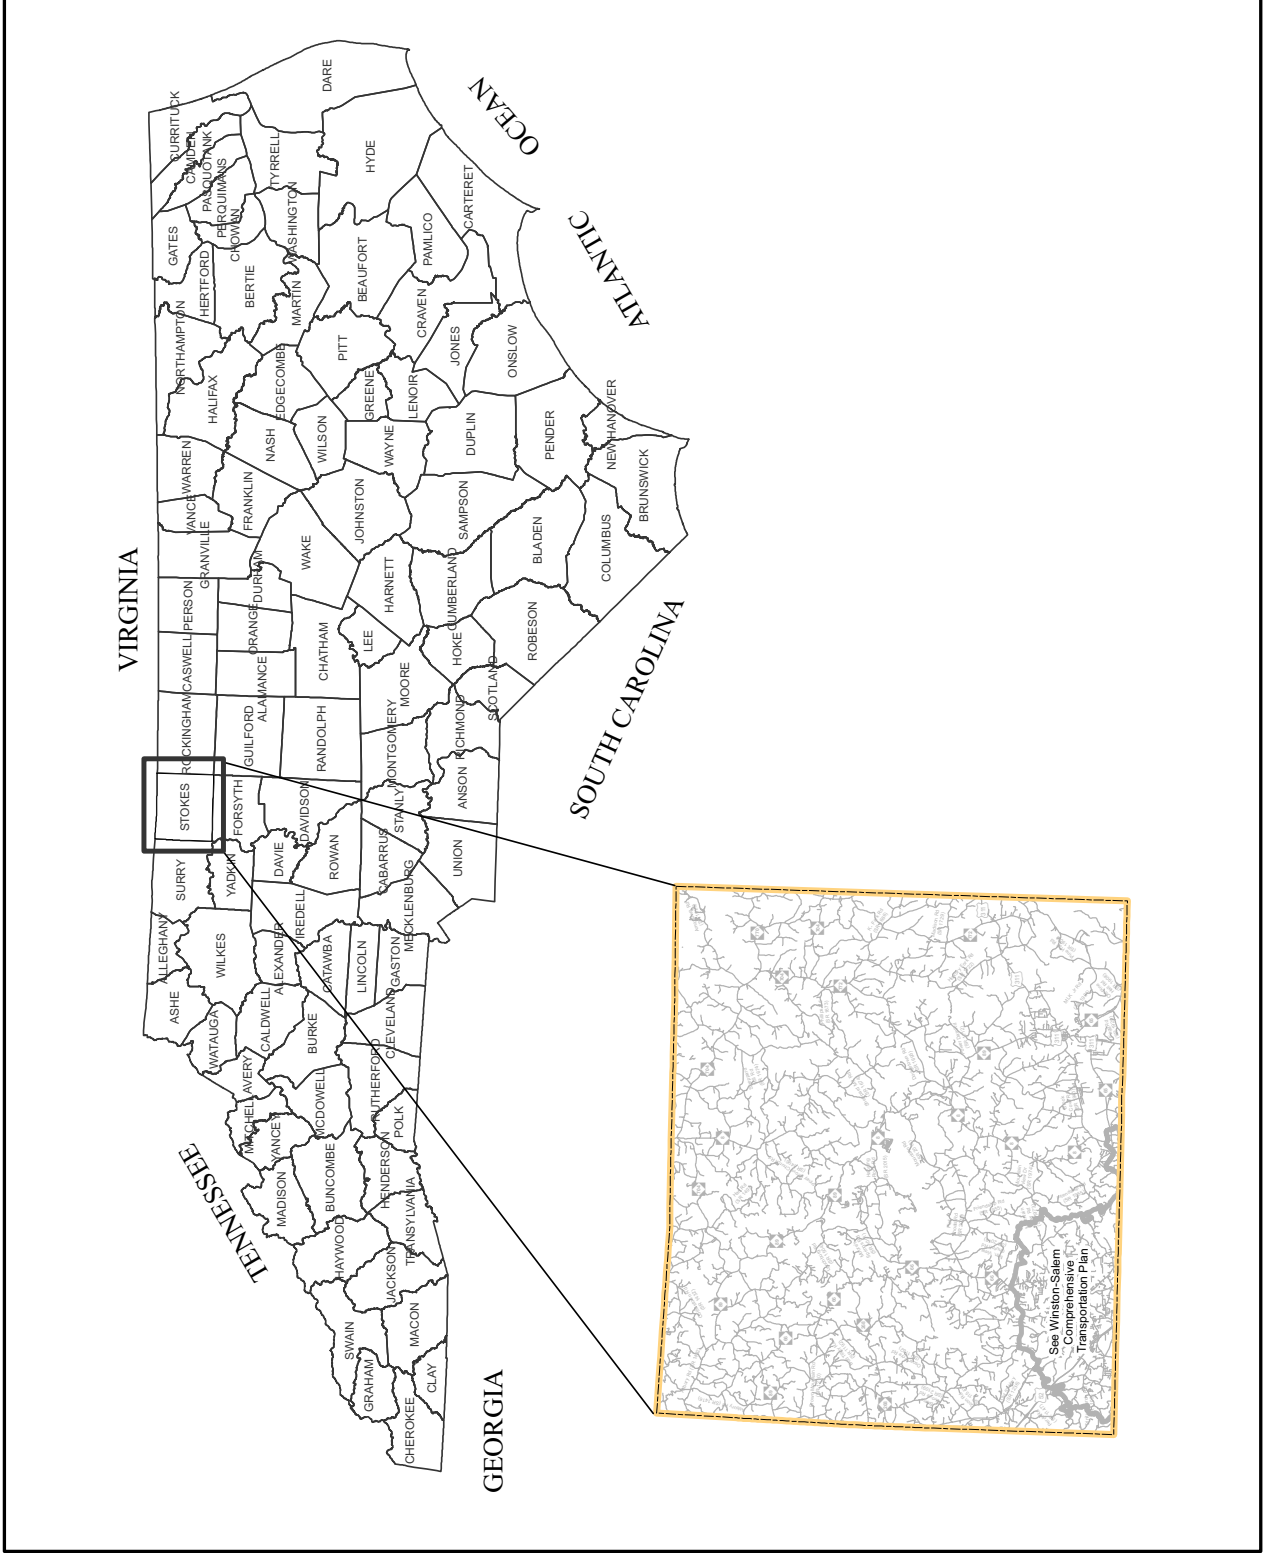 VIRGINIA
TENNESSEE
GEORGIA
SOUTH CAROLINA
ATLANTIC
OCEAN
CHEROKEE
GRAHAM
CLAY
SWAIN
MACON
JACKSON
HAYWOOD
TRANSYLVANIA
MADISON
BUNCOMBE
HENDERSON
YANCEY
MITCHELL
AVERY
MCDOWELL
RUTHERFORD
POLK
WATAUGA
ASHE
ALLEGHANY
CALDWELL
BURKE
CLEVELAND
WILKES
ALEXANDER
CATAWBA
LINCOLN
GASTON
SURRY
YADKIN
IREDELL
MECKLENBURG
DAVIE
ROWAN
CABARRUS
STOKES
FORSYTH
DAVIDSON
STANLY
UNION
ROCKINGHAM
GUILFORD
RANDOLPH
MONTGOMERY
ANSON
CASWELL
ALAMANCE
CHATHAM
MOORE
RICHMOND
SCOTLAND
PERSON
ORANGE
DURHAM
LEE
HOKE
HARNETT
CUMBERLAND
ROBESON
GRANVILLE
VANCE
WARREN
FRANKLIN
WAKE
JOHNSTON
SAMPSON
BLADEN
COLUMBUS
BRUNSWICK
NORTHAMPTON
HALIFAX
NASH
EDGECOMBE
WILSON
WAYNE
GREENE
LENOIR
DUPLIN
PENDER
NEW HANOVER
PITT
JONES
ONSLOW
CRAVEN
GATES
HERTFORD
BERTIE
MARTIN
BEAUFORT
PAMLICO
CARTERET
CURRITUCK
CAMDEN
PASQUOTANK
PERQUIMANS
CHOWAN
WASHINGTON
TYRRELL
HYDE
DARE
See Winston-Salem
Comprehensive
Transportation Plan